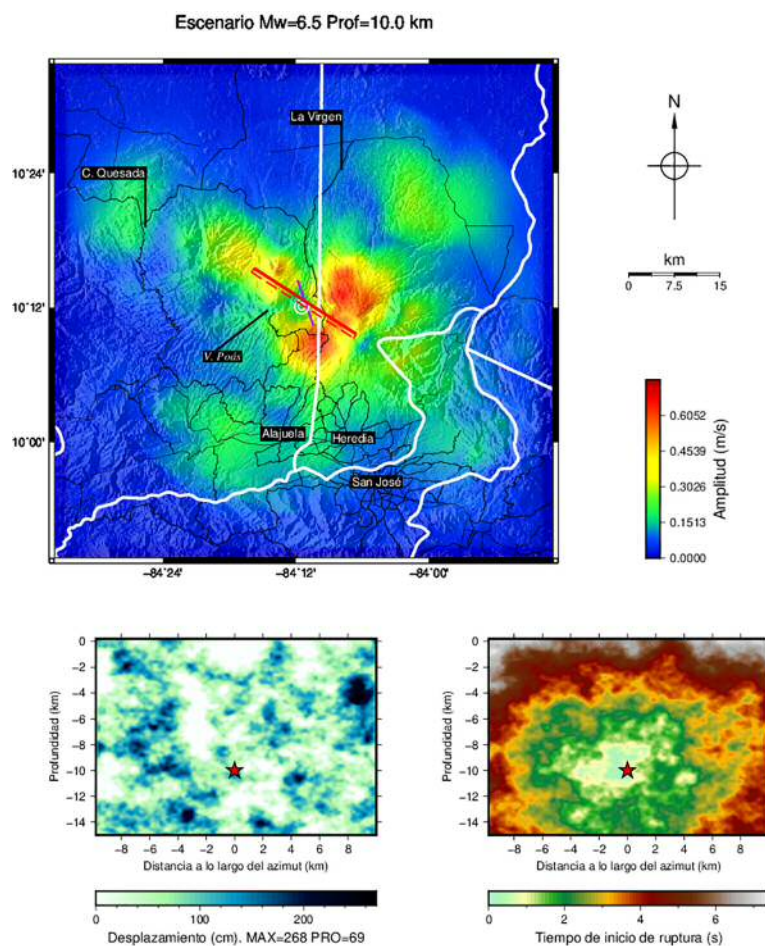 Escenario Mw=6.5 Prof=10.0 km
La Virgen
N
C. Quesada
10°24'
km
0 7.5 15
10°12'
V. Poás
0.6052
0.4539
0.3026
0.1513
0.0000
Amplitud (m/s)
Alajuela
Heredia
10°00'
San José
−84°24' −84°12' −84°00'
0
−2
−4
−6
−8
−10
−12
−14
Profundidad (km)
−8 −6 −4 −2 0 2 4 6 8
Distancia a lo largo del azimut (km)
0 100 200
Desplazamiento (cm). MAX=268 PRO=69
0
−2
−4
−6
−8
−10
−12
−14
Profundidad (km)
−8 −6 −4 −2 0 2 4 6 8
Distancia a lo largo del azimut (km)
0 2 4 6
Tiempo de inicio de ruptura (s)